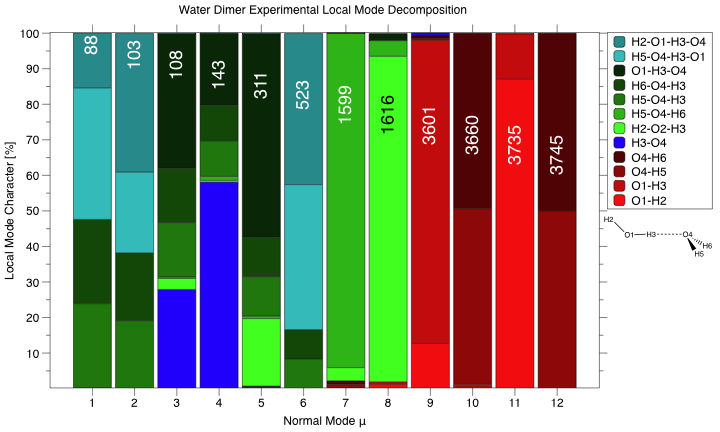 Water Dimer Experimental Local Mode Decomposition
Local Mode Character [%]
100
90
80
70
60
50
40
30
20
10
88
103
108
143
311
523
1599
1616
3601
3660
3735
3745
1 2 3 4 5 6 7 8 9 10 11 12
Normal Mode μ
H2-O1-H3-O4
H5-O4-H3-O1
O1-H3-O4
H6-O4-H3
H5-O4-H3
H5-O4-H6
H2-O2-H3
H3-O4
O4-H6
O4-H5
O1-H3
O1-H2
H2
O1 H3 O4
H6
H5